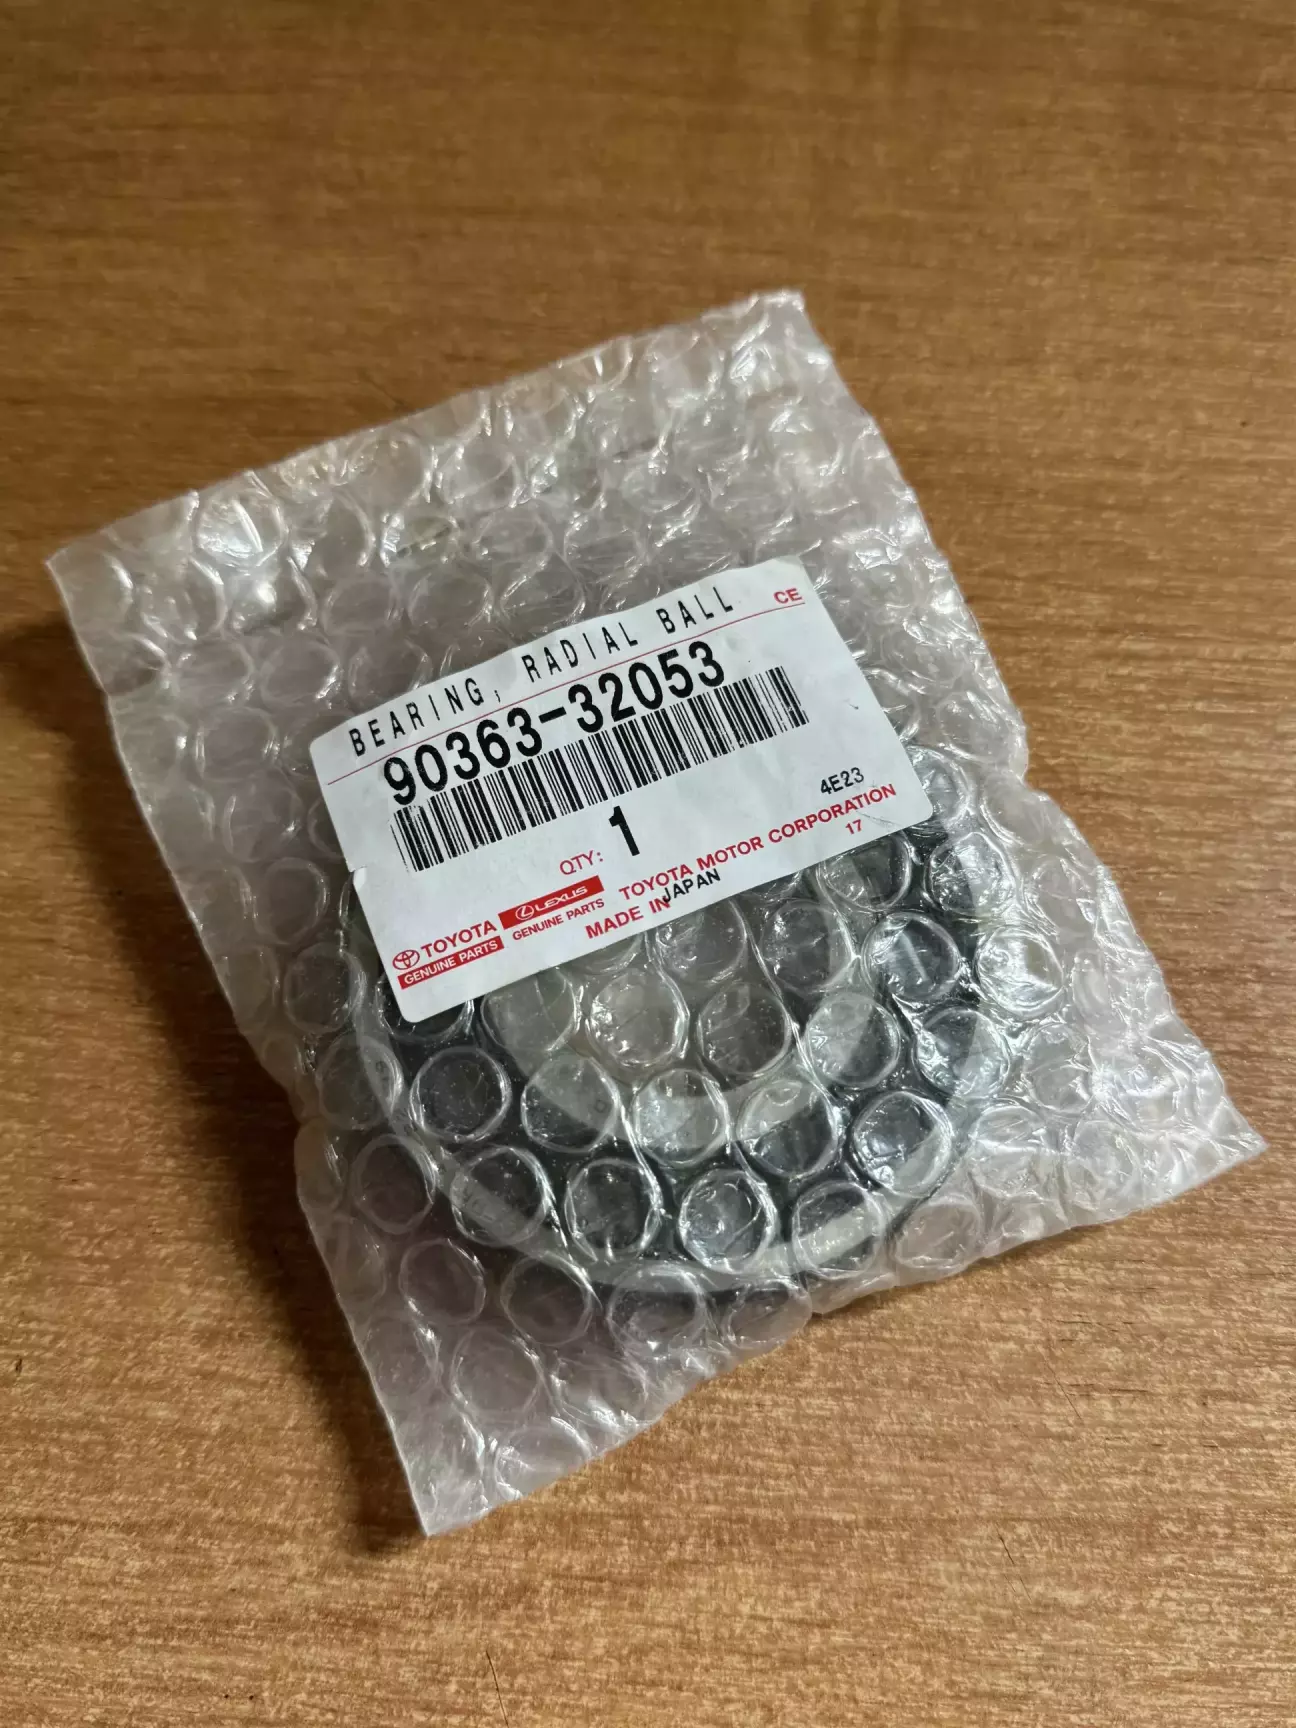 BEARING, RADIAL BALL
CE
90363-32053
QTY: 1
4E23
TOYOTA
GENUINE PARTS
LEXUS
GENUINE PARTS
TOYOTA MOTOR CORPORATION
17
MADE IN JAPAN